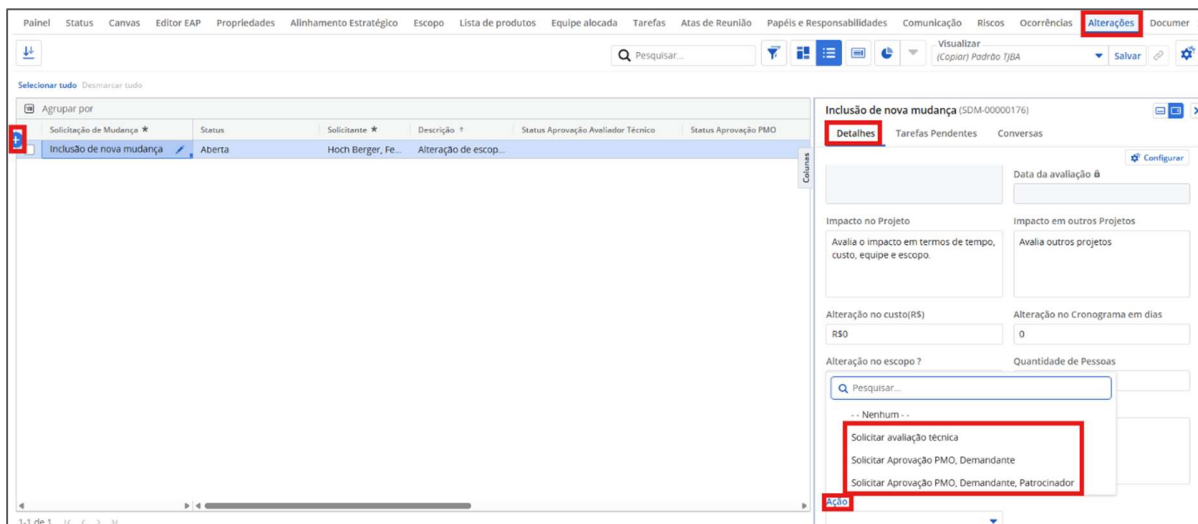 Painel Status Canvas Editor EAP Propriedades Alinhamento Estratégico Escopo Lista de produtos Equipe alocada Tarefas Atas de Reunião Papéis e Responsabilidades Comunicação Riscos Ocorrências Alterações Documer
Pesquisar... Visualizar
(Copiar) Padrão TJBA Salvar
Selecionar tudo Desmarcar tudo
Agrupar por
Solicitação de Mudança * Status Solicitante * Descrição ↑ Status Aprovação Avaliador Técnico Status Aprovação PMO
Inclusão de nova mudança Aberta Hoch Berger, Fe... Alteração de escop...
Colunas
1-1 de 1
Inclusão de nova mudança (SDM-00000176)
Detalhes Tarefas Pendentes Conversas
Configurar
Data da avaliação
Impacto no Projeto Impacto em outros Projetos
Avalia o impacto em termos de tempo, Avalia outros projetos
custo, equipe e escopo.
Alteração no custo(R$) Alteração no Cronograma em dias
R$0 0
Alteração no escopo ? Quantidade de Pessoas
Pesquisar...
- - Nenhum - -
Solicitar avaliação técnica
Solicitar Aprovação PMO, Demandante
Solicitar Aprovação PMO, Demandante, Patrocinador
Ação